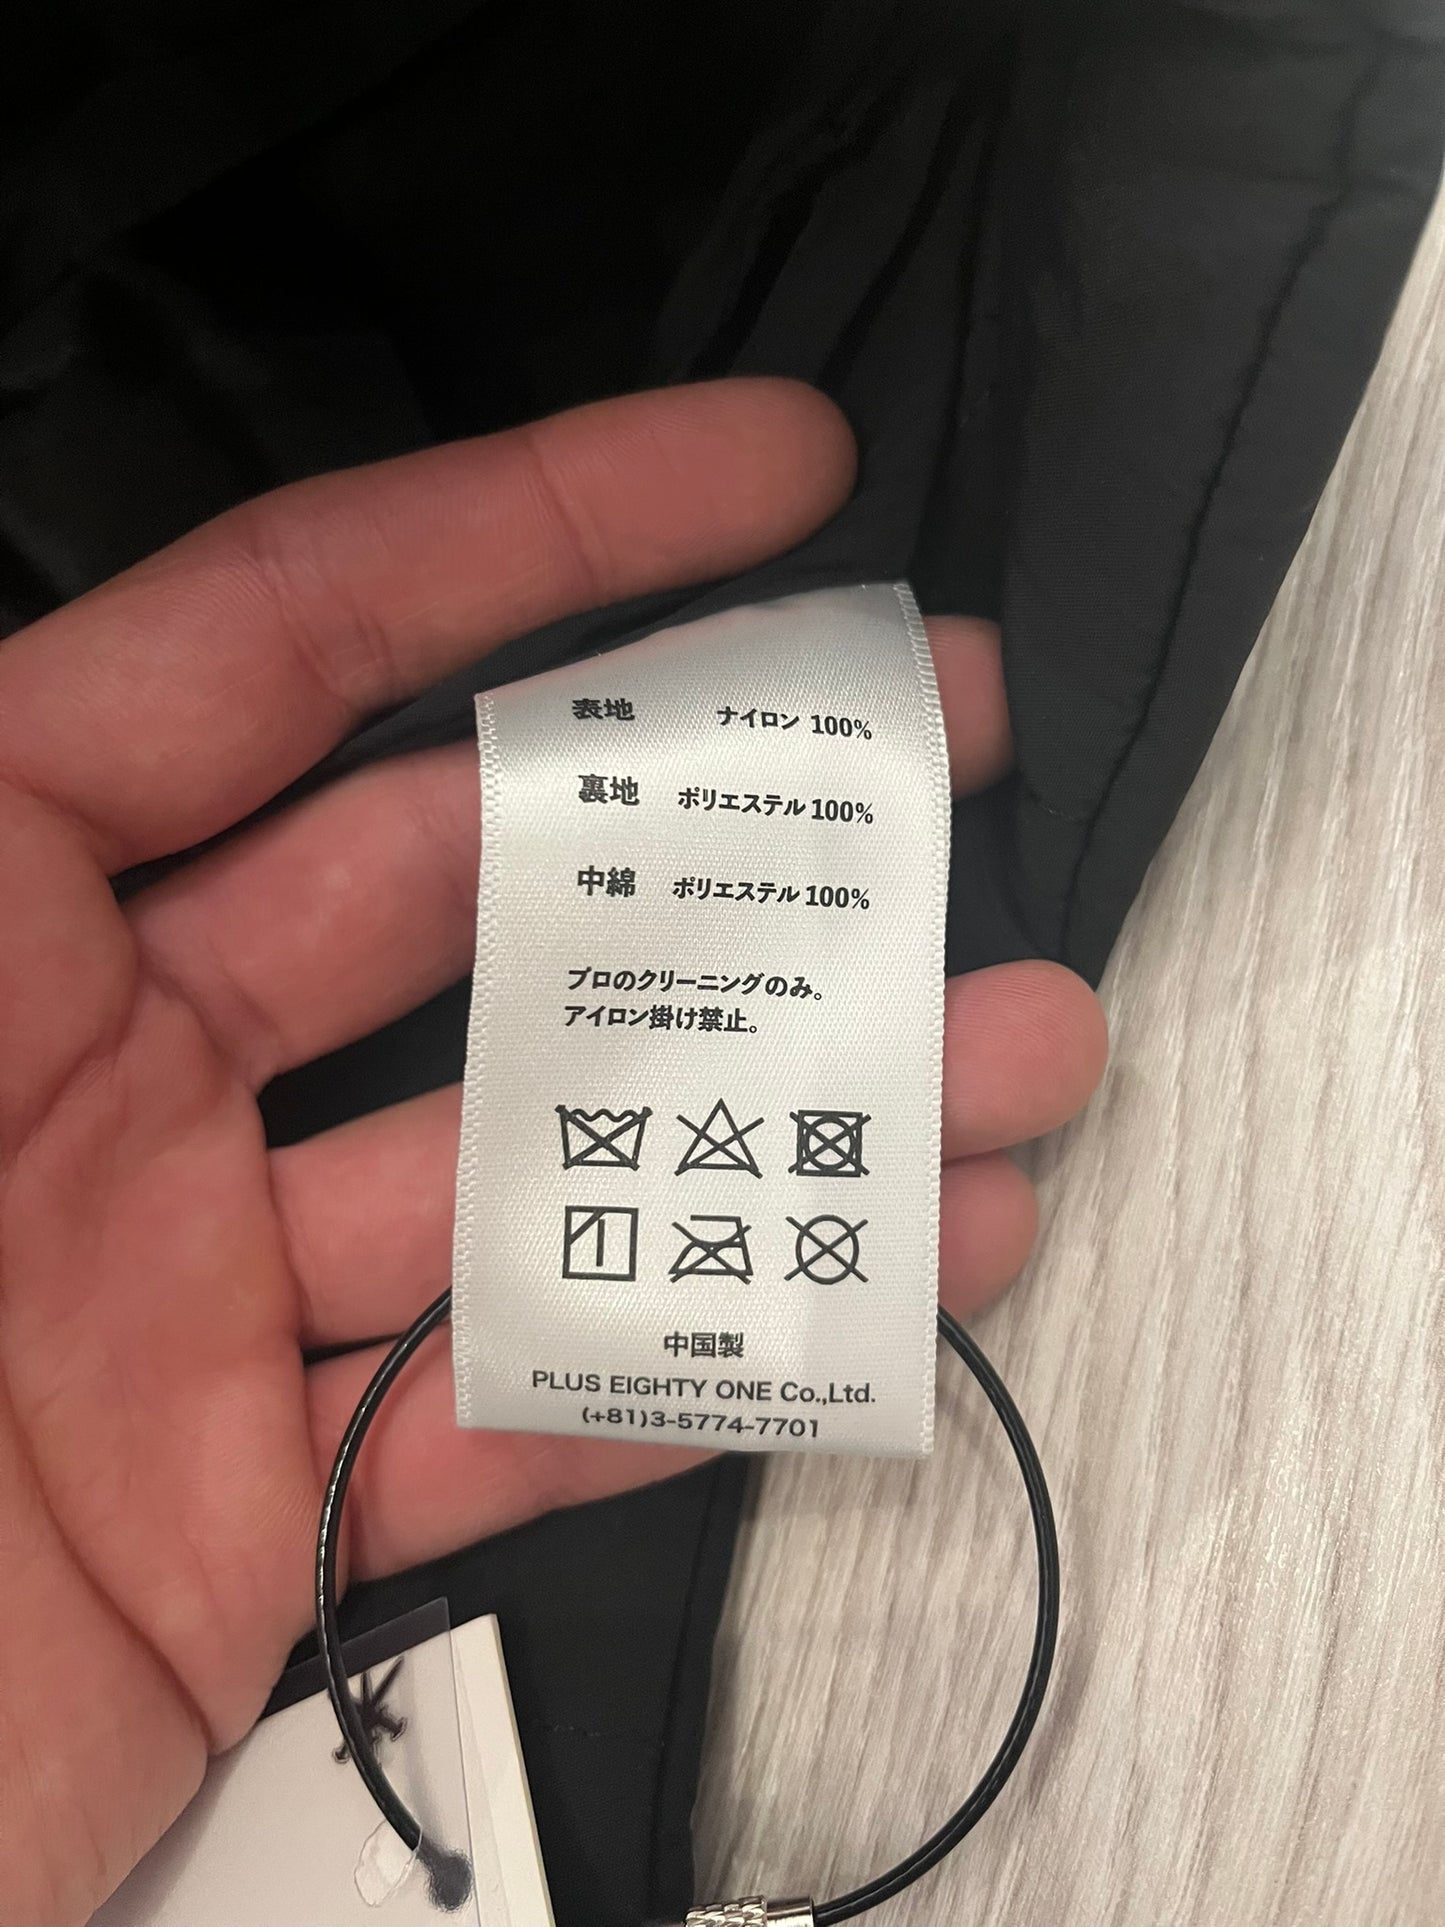 表地 ナイロン 100%
裏地 ポリエステル 100%
中綿 ポリエステル 100%
プロのクリーニングのみ。
アイロン掛け禁止。
中国製
PLUS EIGHTY ONE Co.,Ltd.
(+81)3-5774-7701